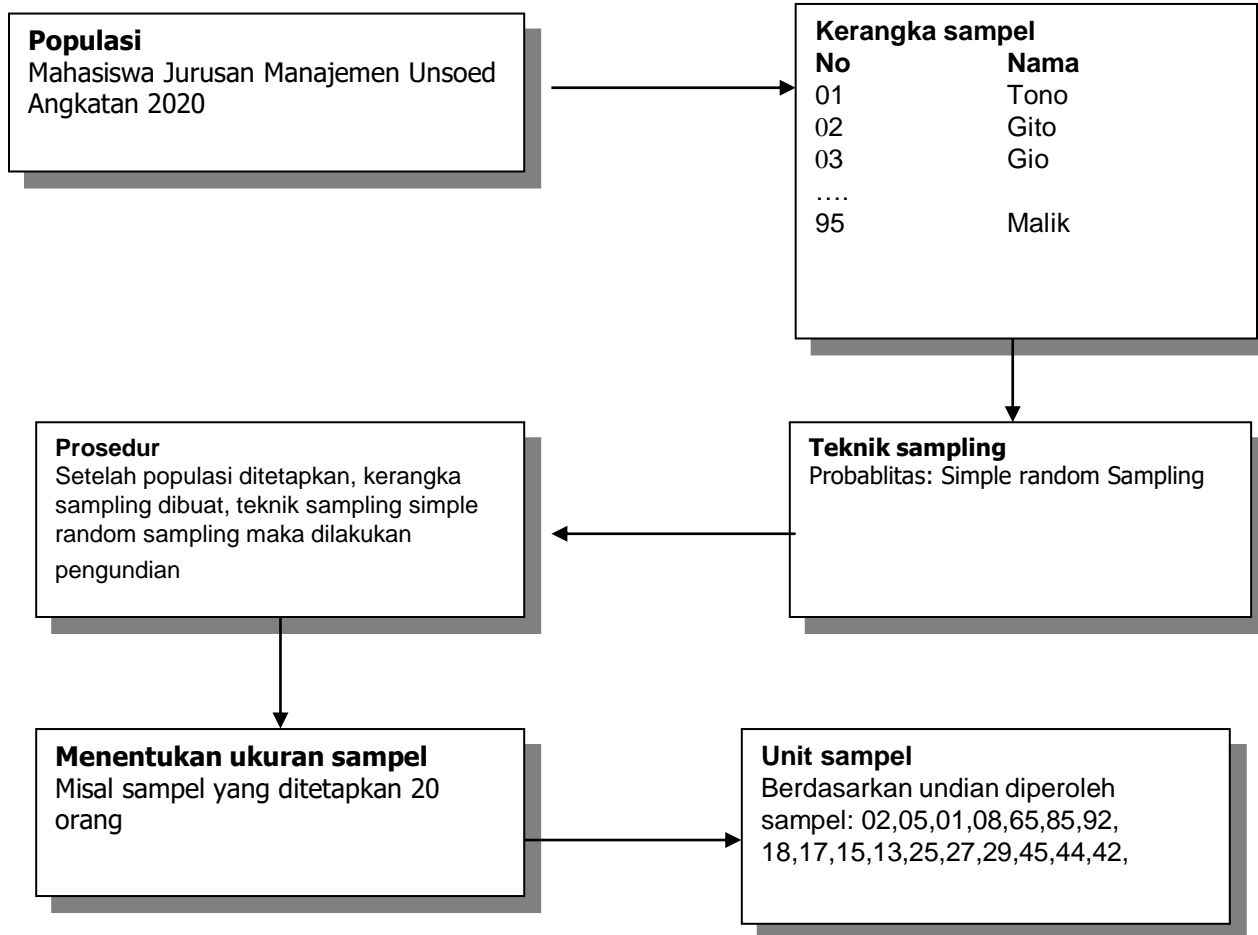 Populasi
Mahasiswa Jurusan Manajemen Unsoed
Angkatan 2020
Kerangka sampel
No Nama
01 Tono
02 Gito
03 Gio
….
95 Malik
Teknik sampling
Probablitas: Simple random Sampling
Prosedur
Setelah populasi ditetapkan, kerangka
sampling dibuat, teknik sampling simple
random sampling maka dilakukan
pengundian
Menentukan ukuran sampel
Misal sampel yang ditetapkan 20
orang
Unit sampel
Berdasarkan undian diperoleh
sampel: 02,05,01,08,65,85,92,
18,17,15,13,25,27,29,45,44,42,